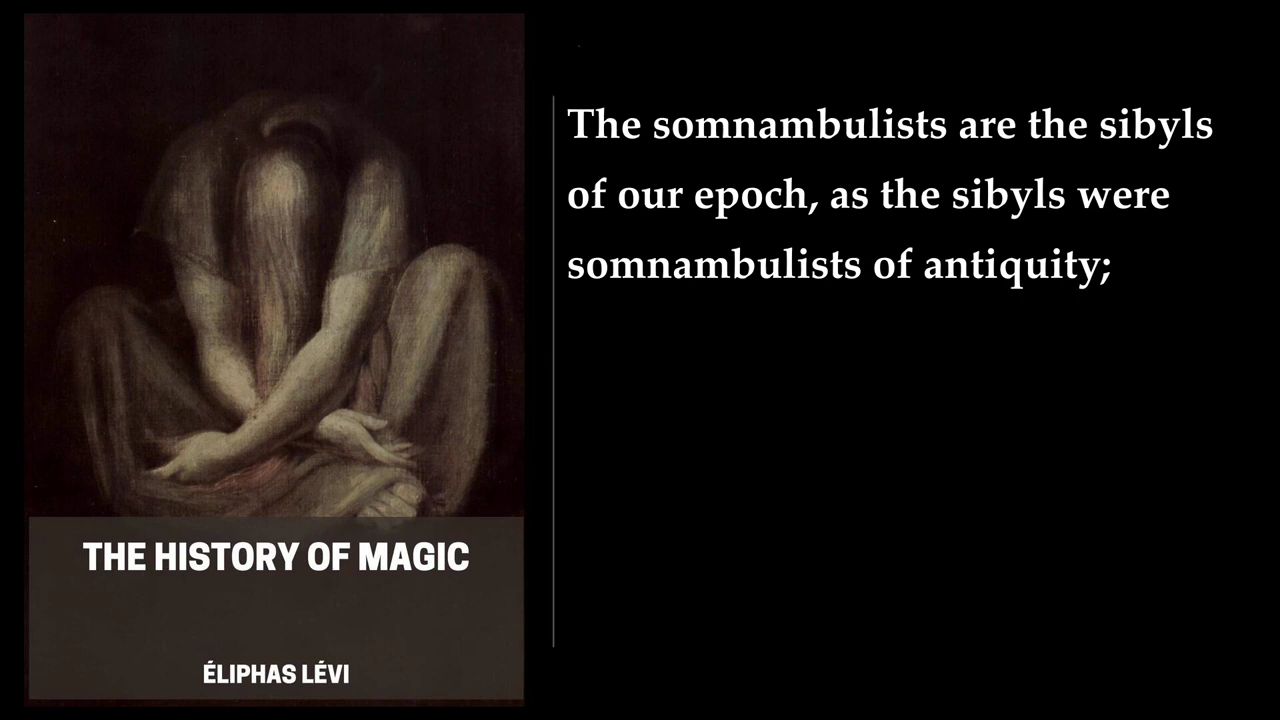 The somnambulists are the sibyls
of our epoch, as the sibyls were
somnambulists of antiquity;
THE HISTORY OF MAGIC
ÉLIPHAS LÉVI